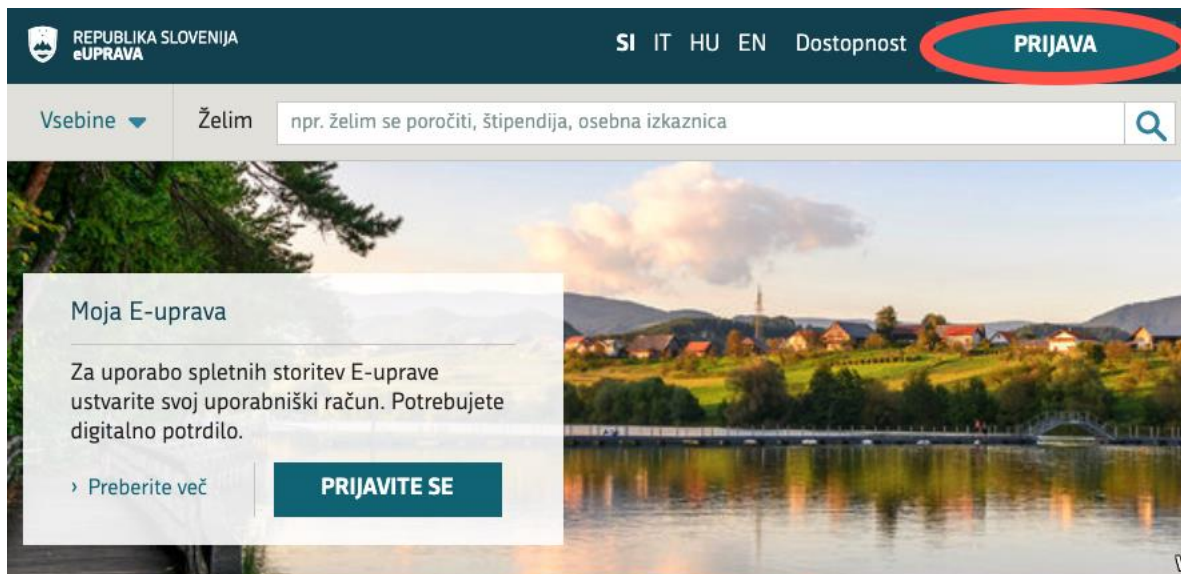 REPUBLIKA SLOVENIJA
eUPRAVA
SI IT HU EN Dostopnost PRIJAVA
Vsebine Želim npr. želim se poročiti, štipendija, osebna izkaznica
Moja E-uprava
Za uporabo spletnih storitev E-uprave
ustvarite svoj uporabniški račun. Potrebujete
digitalno potrdilo.
› Preberite več PRIJAVITE SE